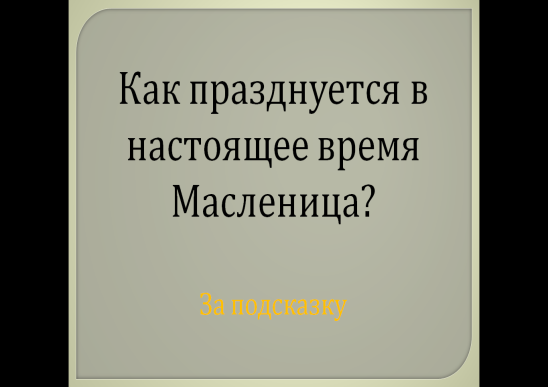 Как празднуется в
настоящее время
Масленица?
За подсказку